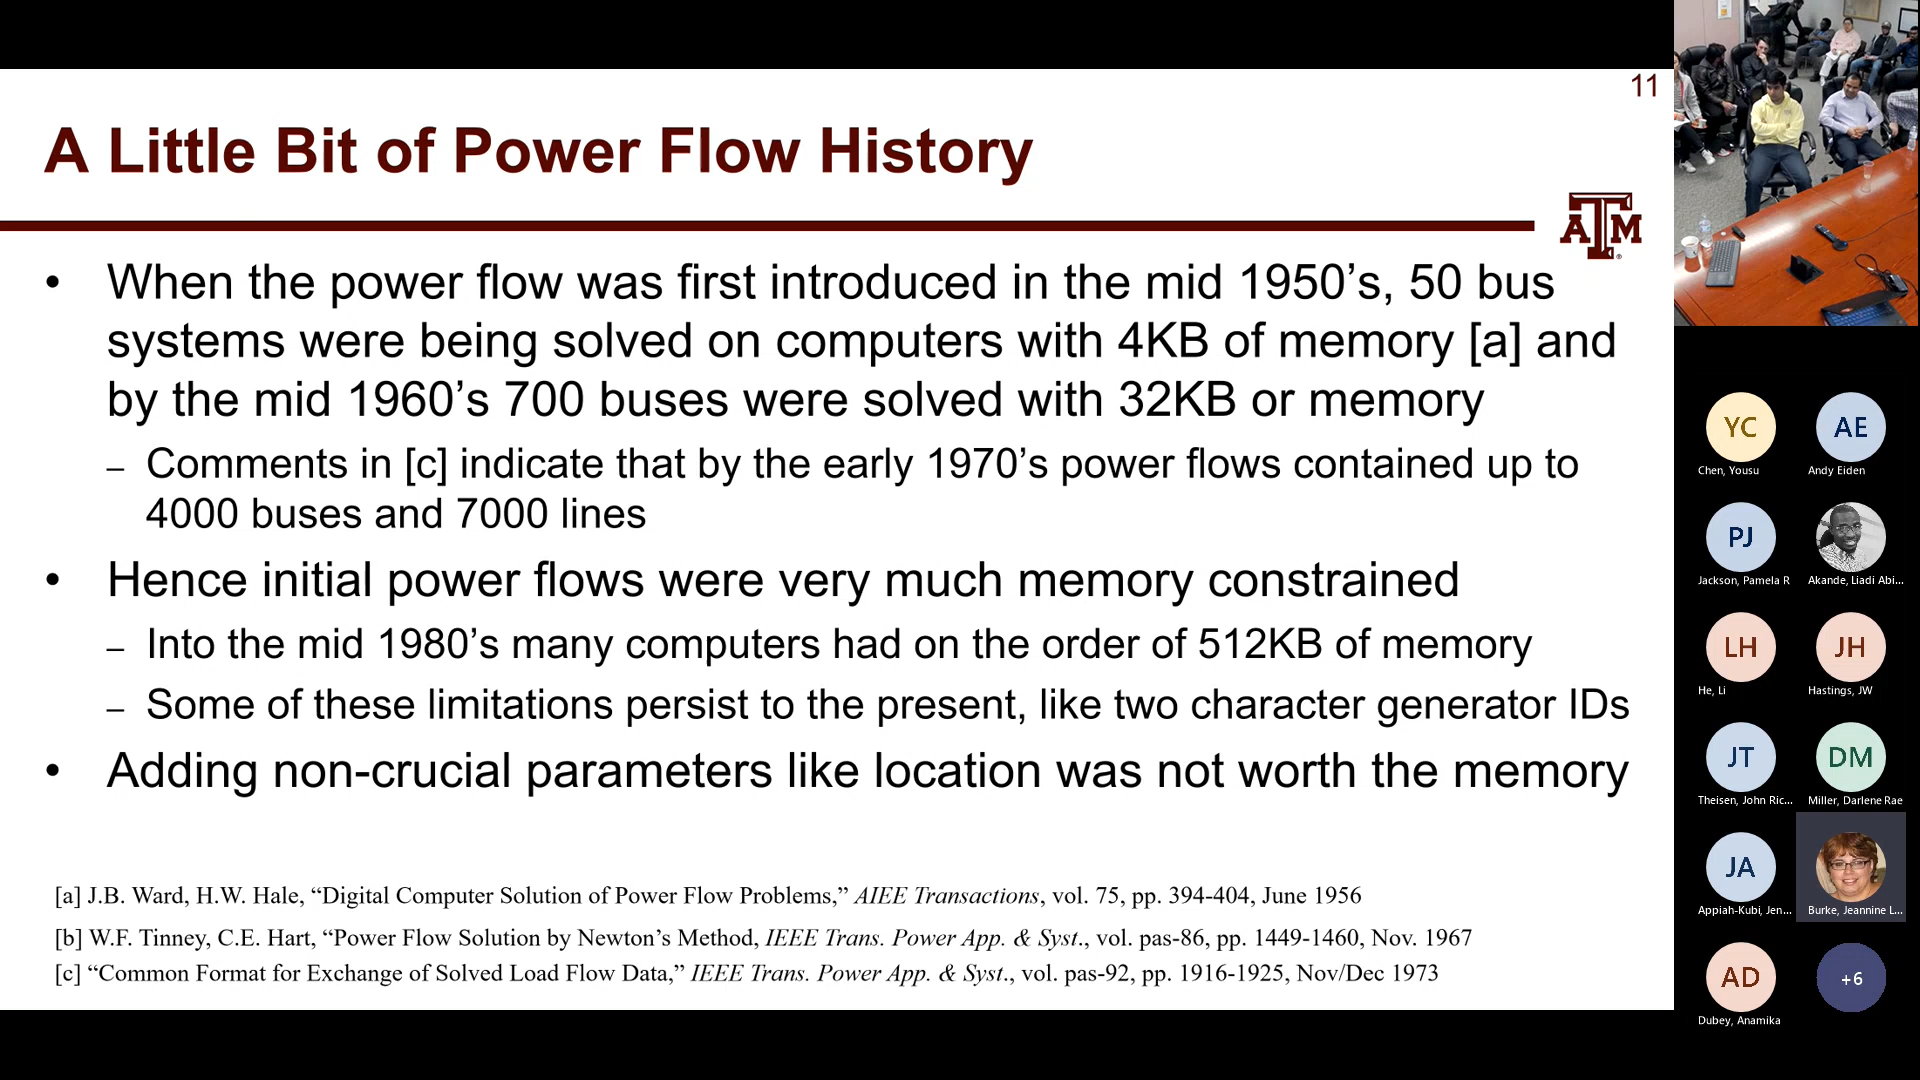 11
A Little Bit of Power Flow History
ATM
• When the power flow was first introduced in the mid 1950’s, 50 bus
systems were being solved on computers with 4KB of memory [a] and
by the mid 1960’s 700 buses were solved with 32KB or memory
– Comments in [c] indicate that by the early 1970’s power flows contained up to
4000 buses and 7000 lines
• Hence initial power flows were very much memory constrained
– Into the mid 1980’s many computers had on the order of 512KB of memory
– Some of these limitations persist to the present, like two character generator IDs
• Adding non-crucial parameters like location was not worth the memory
[a] J.B. Ward, H.W. Hale, “Digital Computer Solution of Power Flow Problems,” AIEE Transactions, vol. 75, pp. 394-404, June 1956
[b] W.F. Tinney, C.E. Hart, “Power Flow Solution by Newton’s Method, IEEE Trans. Power App. & Syst., vol. pas-86, pp. 1449-1460, Nov. 1967
[c] “Common Format for Exchange of Solved Load Flow Data,” IEEE Trans. Power App. & Syst., vol. pas-92, pp. 1916-1925, Nov/Dec 1973
YC AE
Chen, Yousu Andy Eiden
PJ
Jackson, Pamela R Akande, Liadi Abi...
LH JH
He, Li Hastings, JW
JT DM
Theisen, John Ric... Miller, Darlene Rae
JA
Appiah-Kubi, Jen... Burke, Jeannine L...
AD +6
Dubey, Anamika